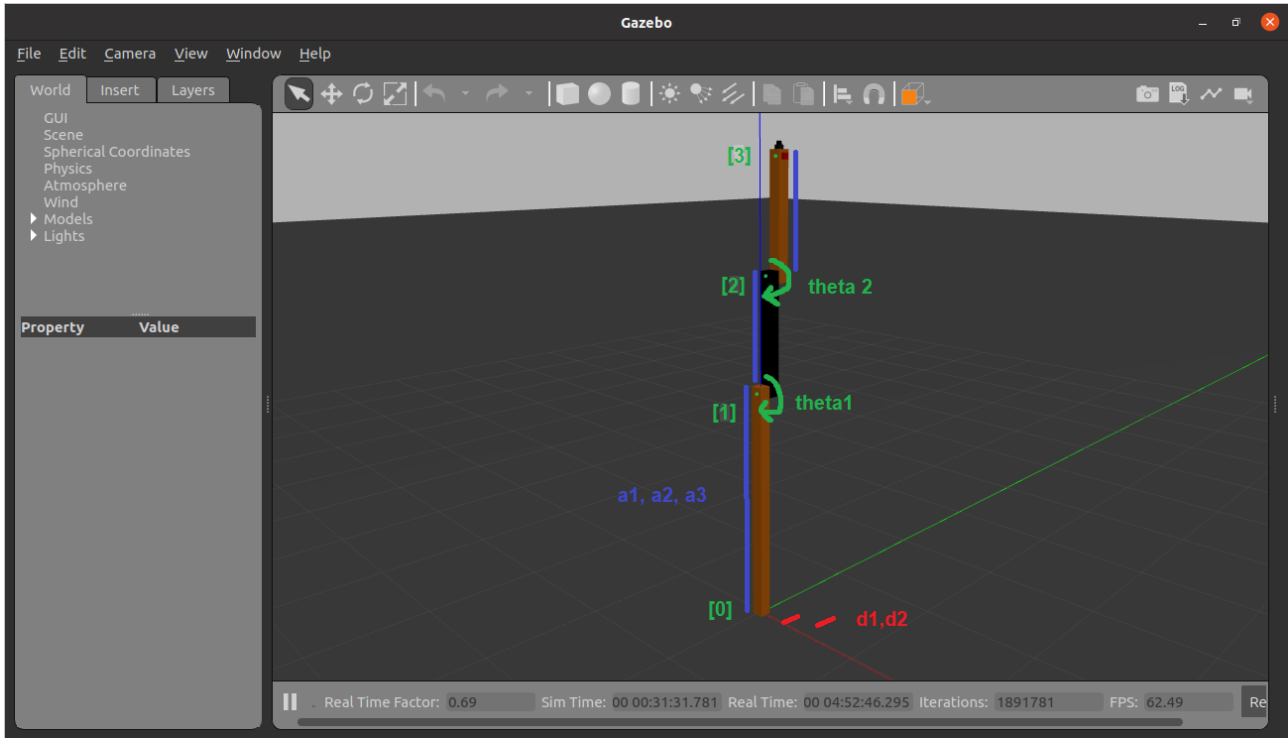 Gazebo
File Edit Camera View Window Help
World Insert Layers
GUI
Scene
Spherical Coordinates
Physics
Atmosphere
Wind
Models
Lights
Property Value
LOG
[3]
[2]
theta 2
[1]
theta1
a1, a2, a3
[0]
d1,d2
Real Time Factor: 0.69 Sim Time: 00 00:31:31.781 Real Time: 00 04:52:46.295 Iterations: 1891781 FPS: 62.49 Re